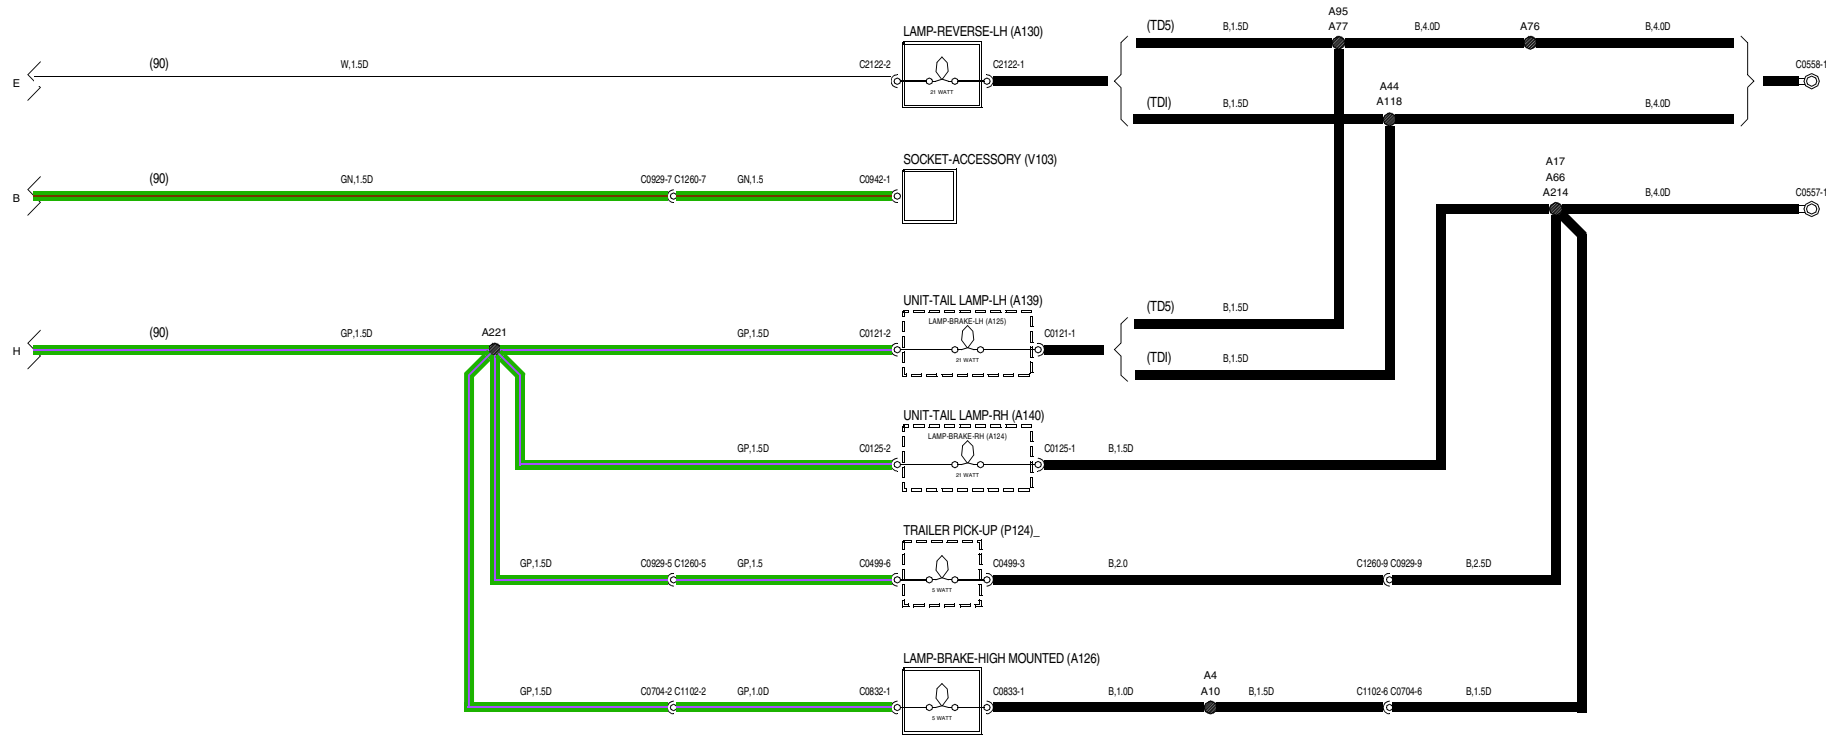 A95
LAMP-REVERSE-LH (A130)
(TD5) B,1.5D A77 B,4.0D A76 B,4.0D
(90) W,1.5D C2122-2 C2122-1 C0558-1
E
21 WATT
A44
(TDI) B,1.5D A118 B,4.0D
SOCKET-ACCESSORY (V103)
A17
A66
(90) GN,1.5D C0929-7 C1260-7 GN,1.5 C0942-1
B
A214 B,4.0D C0557-1
UNIT-TAIL LAMP-LH (A139)
(TD5) B,1.5D
LAMP-BRAKE-LH (A125)
(90) GP,1.5D A221 GP,1.5D C0121-2 C0121-1
H
21 WATT
(TDI) B,1.5D
UNIT-TAIL LAMP-RH (A140)
LAMP-BRAKE-RH (A124)
GP,1.5D C0125-2 C0125-1 B,1.5D
21 WATT
TRAILER PICK-UP (P124)_
GP,1.5D C0929-5 C1260-5 GP,1.5 C0499-6 C0499-3 B,2.0 C1260-9 C0929-9 B,2.5D
5 WATT
LAMP-BRAKE-HIGH MOUNTED (A126)
A4
GP,1.5D C0704-2 C1102-2 GP,1.0D C0832-1 C0833-1 B,1.0D A10 B,1.5D C1102-6 C0704-6 B,1.5D
5 WATT